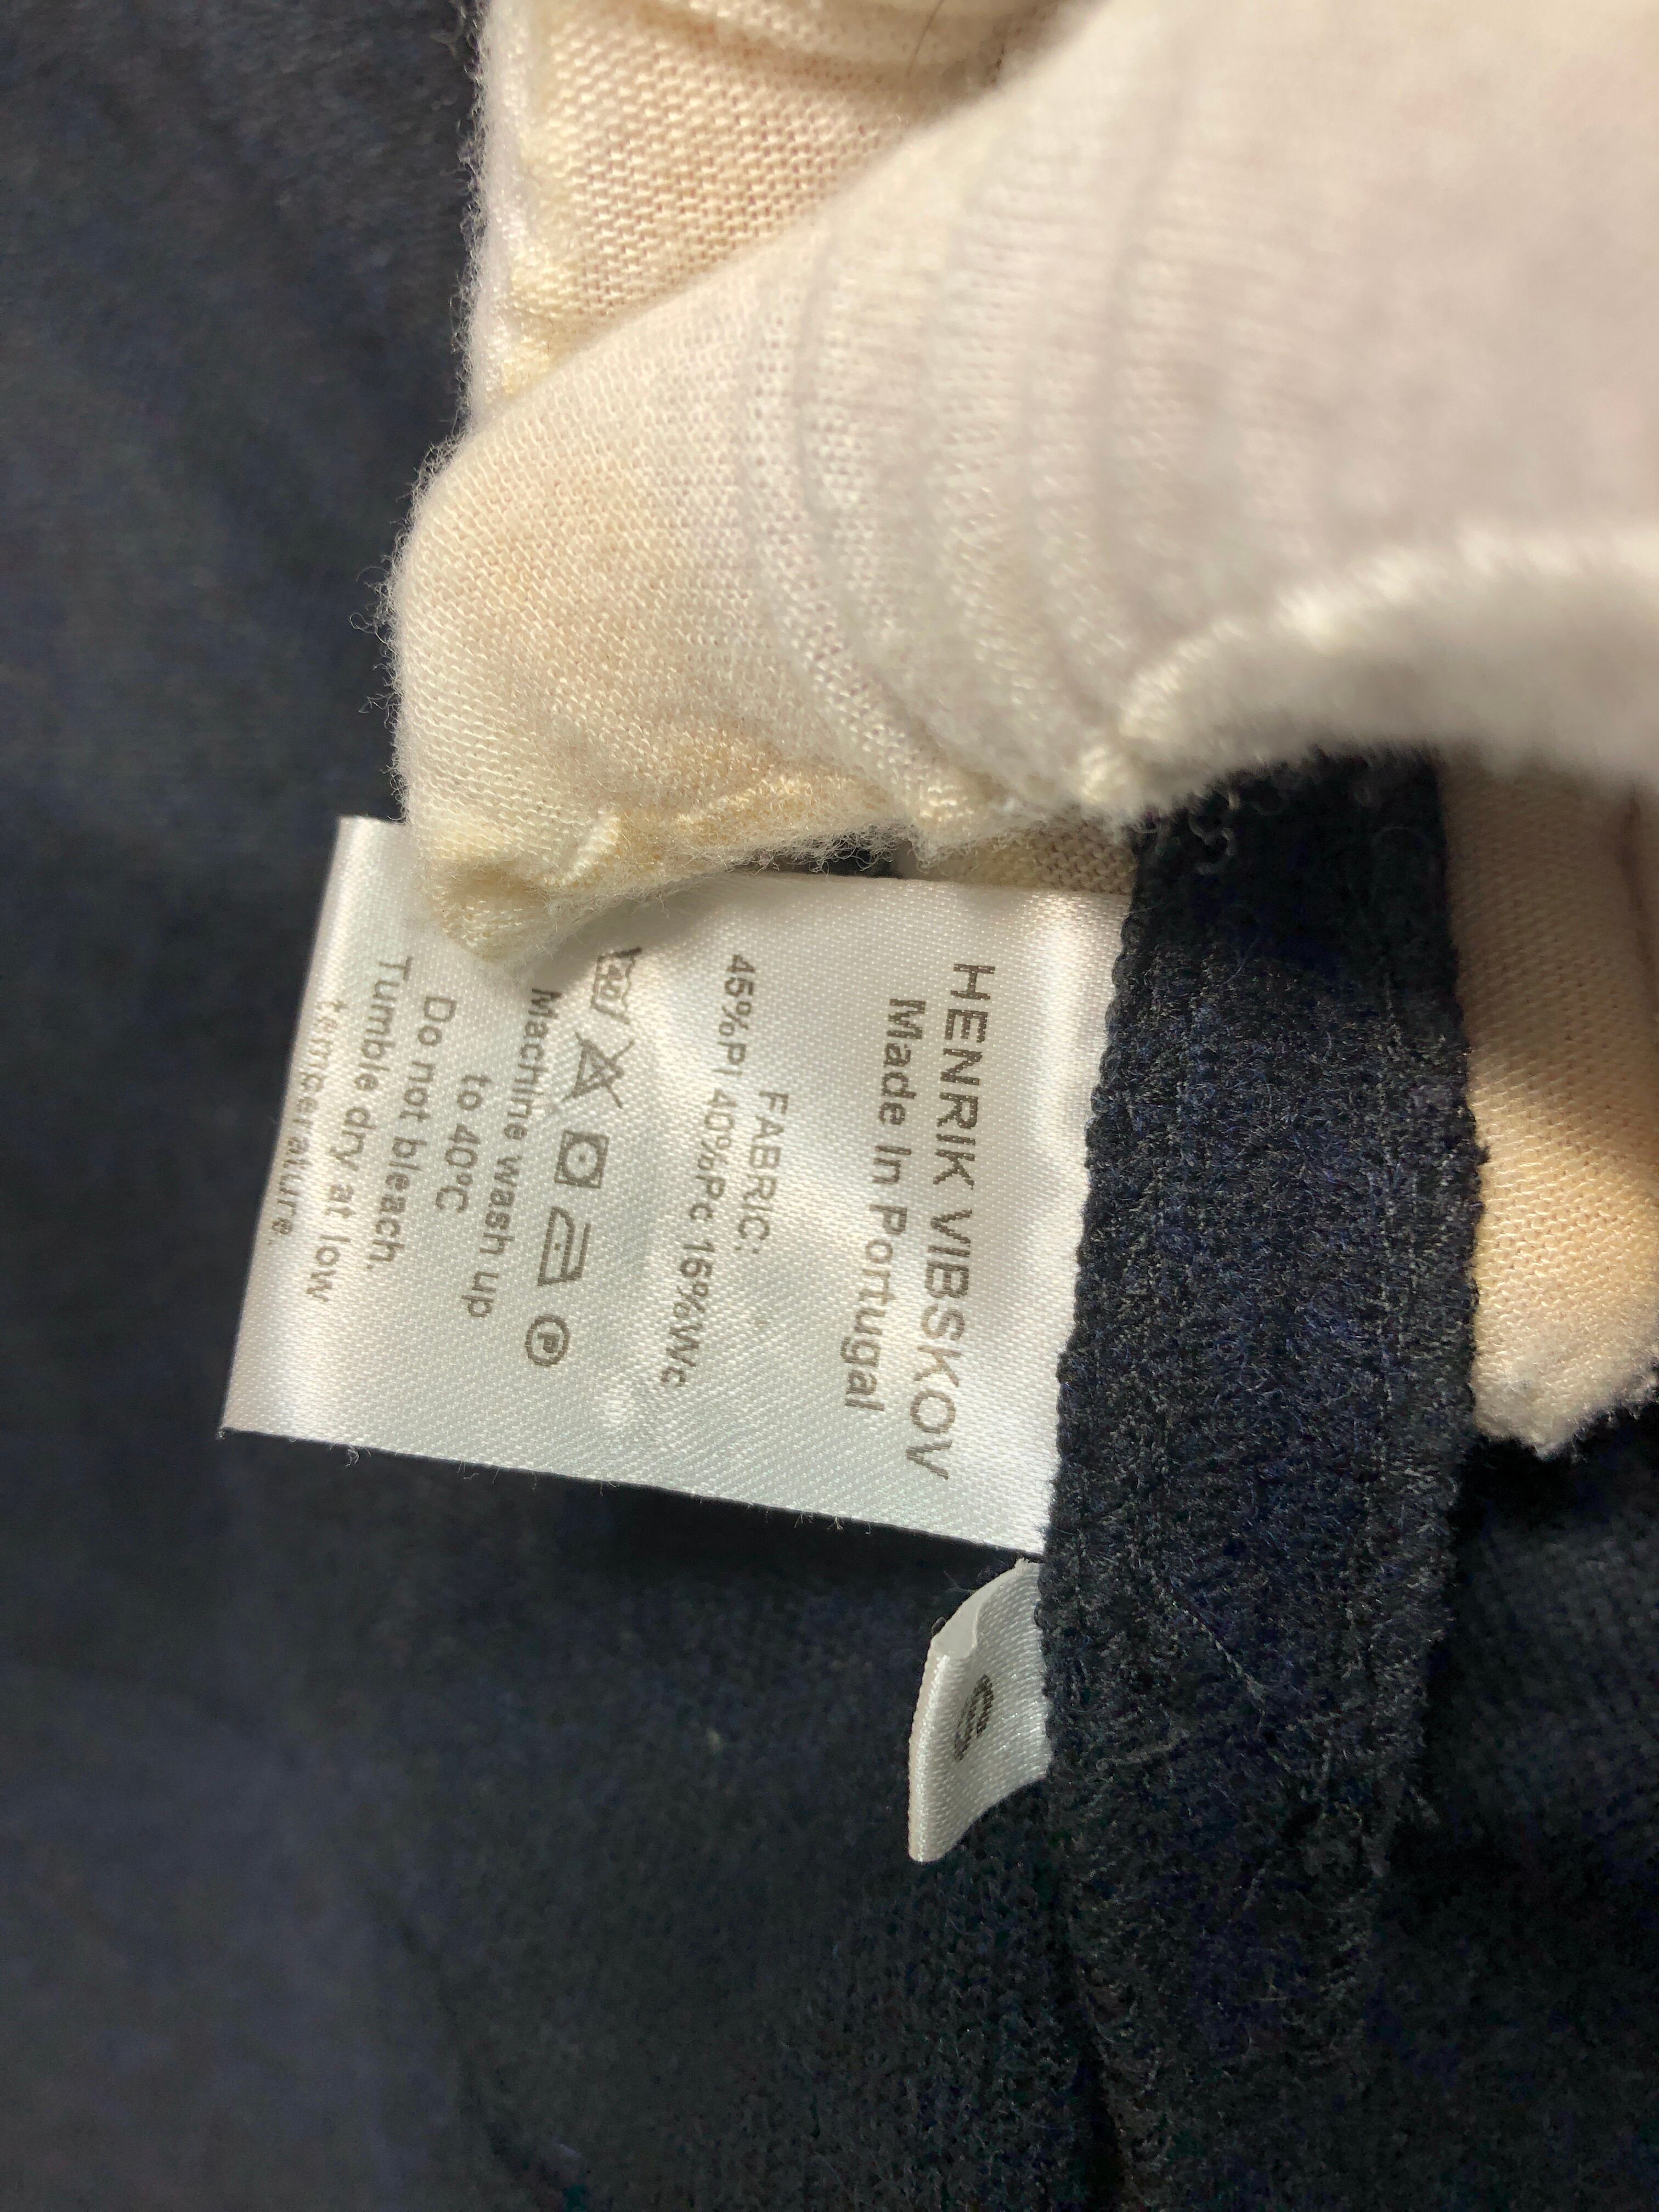 HENRIK VIBSKOV
Made In Portugal
FABRIC:
45%Pl 40%Pc 15%Wc
40
P
Machine wash up
to 40°C
Do not bleach.
Tumble dry at low
temperature